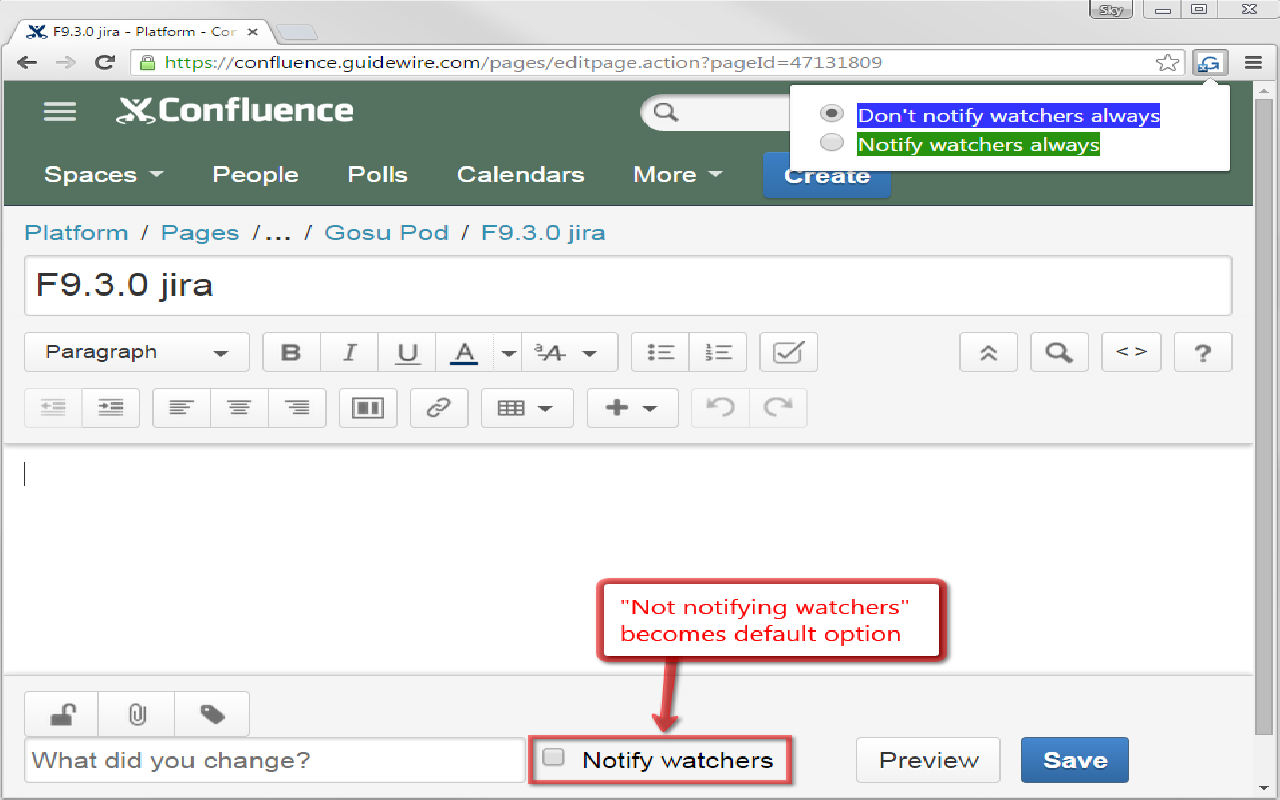 Sky
F9.3.0 jira - Platform - Cor
https://confluence.guidewire.com/pages/editpage.action?pageId=47131809
Confluence
Don't notify watchers always
Notify watchers always
Spaces People Polls Calendars More Create
Platform / Pages /... / Gosu Pod / F9.3.0 jira
F9.3.0 jira
Paragraph B I U A A < > ?
"Not notifying watchers"
becomes default option
What did you change? Notify watchers Preview Save